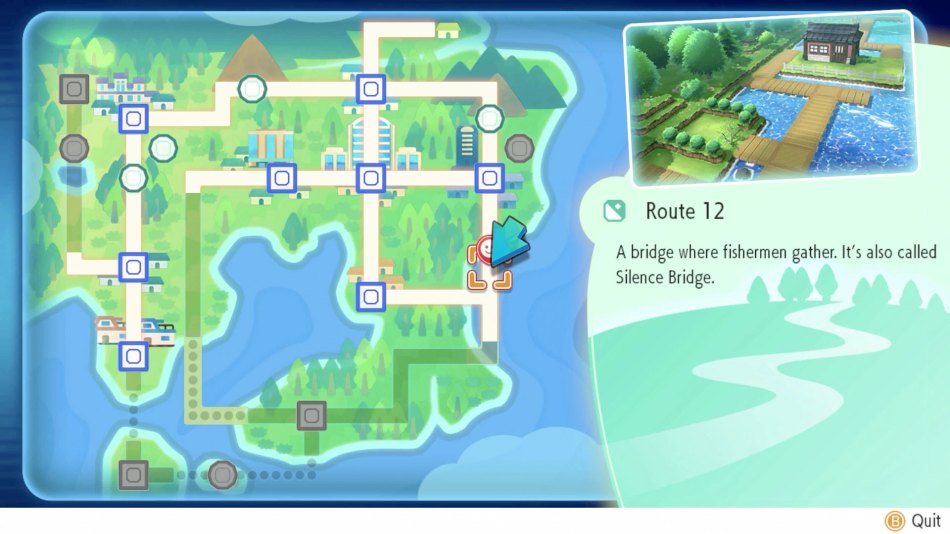 Route 12
A bridge where fishermen gather. It's also called
Silence Bridge.
B Quit